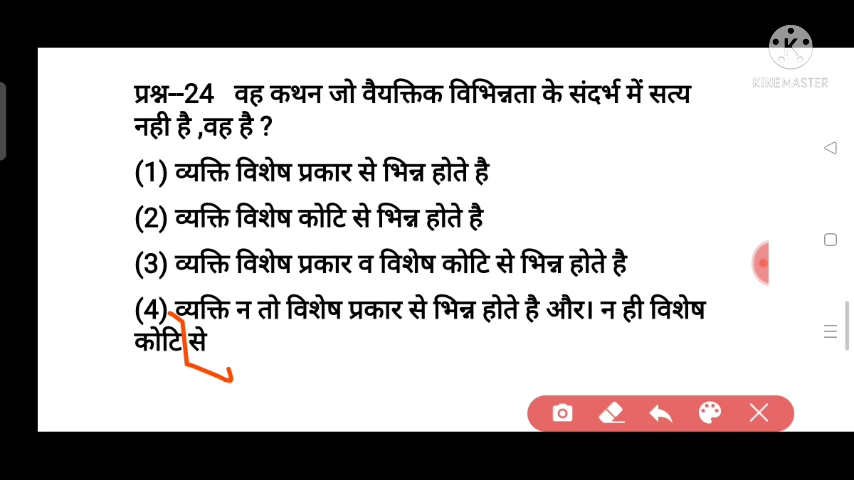 KINEMASTER
प्रश्न--24 वह कथन जो वैयक्तिक विभिन्नता के संदर्भ में सत्य
नही है ,वह है ?
(1) व्यक्ति विशेष प्रकार से भिन्न होते है
(2) व्यक्ति विशेष कोटि से भिन्न होते है
(3) व्यक्ति विशेष प्रकार व विशेष कोटि से भिन्न होते है
(4) व्यक्ति न तो विशेष प्रकार से भिन्न होते है और। न ही विशेष
कोटि से